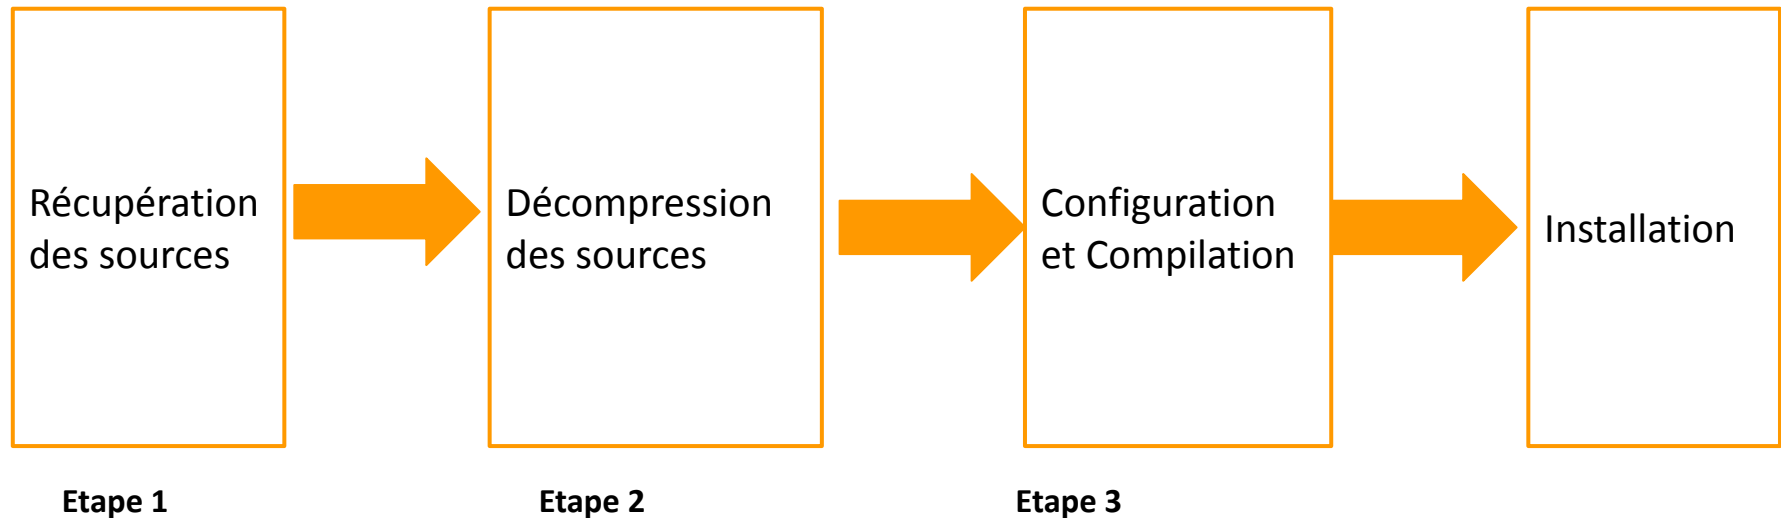 Récupération
des sources
Décompression
des sources
Configuration
et Compilation
Installation
Etape 1
Etape 2
Etape 3